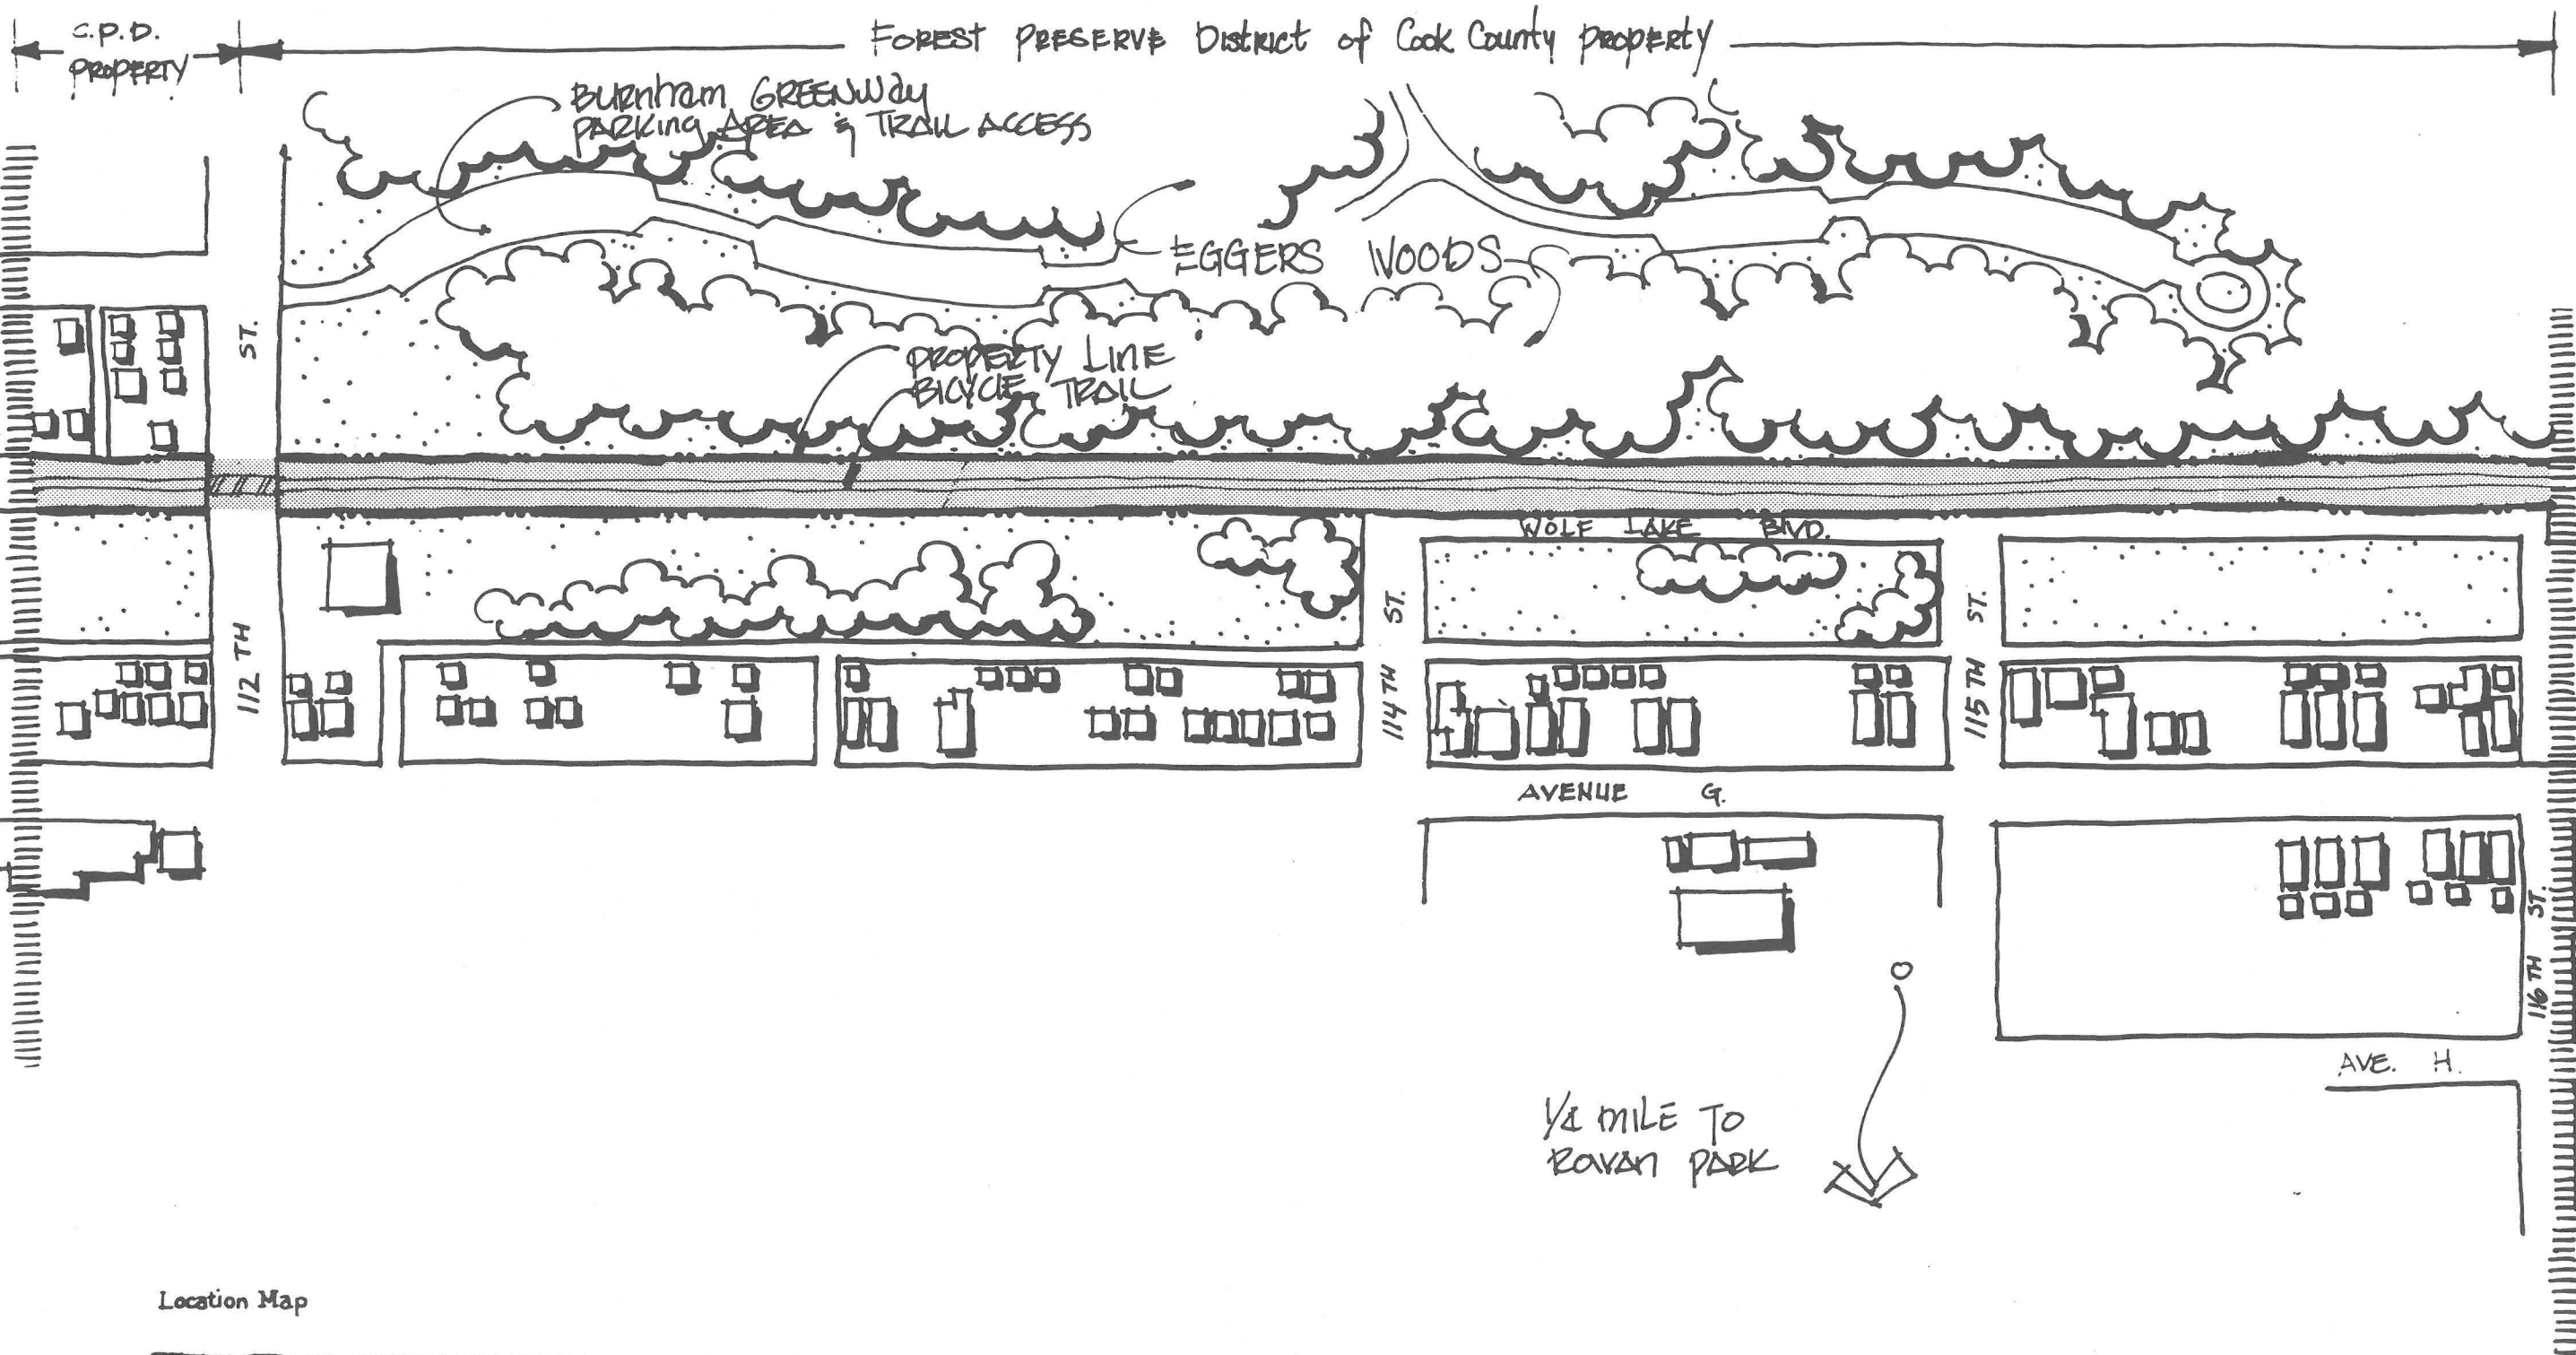 C.P.D.
PROPERTY
FOREST PRESERVE District of Cook County PROPERTY
BURNHAM GREENWAY
PARKING AREA & TRAIL ACCESS
EGGERS WOODS
PROPERTY LINE
BICYCLE TRAIL
112 TH ST.
WOLF LAKE BLVD.
114 TH ST.
115 TH ST.
AVENUE G.
116 TH ST.
AVE. H.
1/4 MILE TO
ROWAN PARK
Location Map